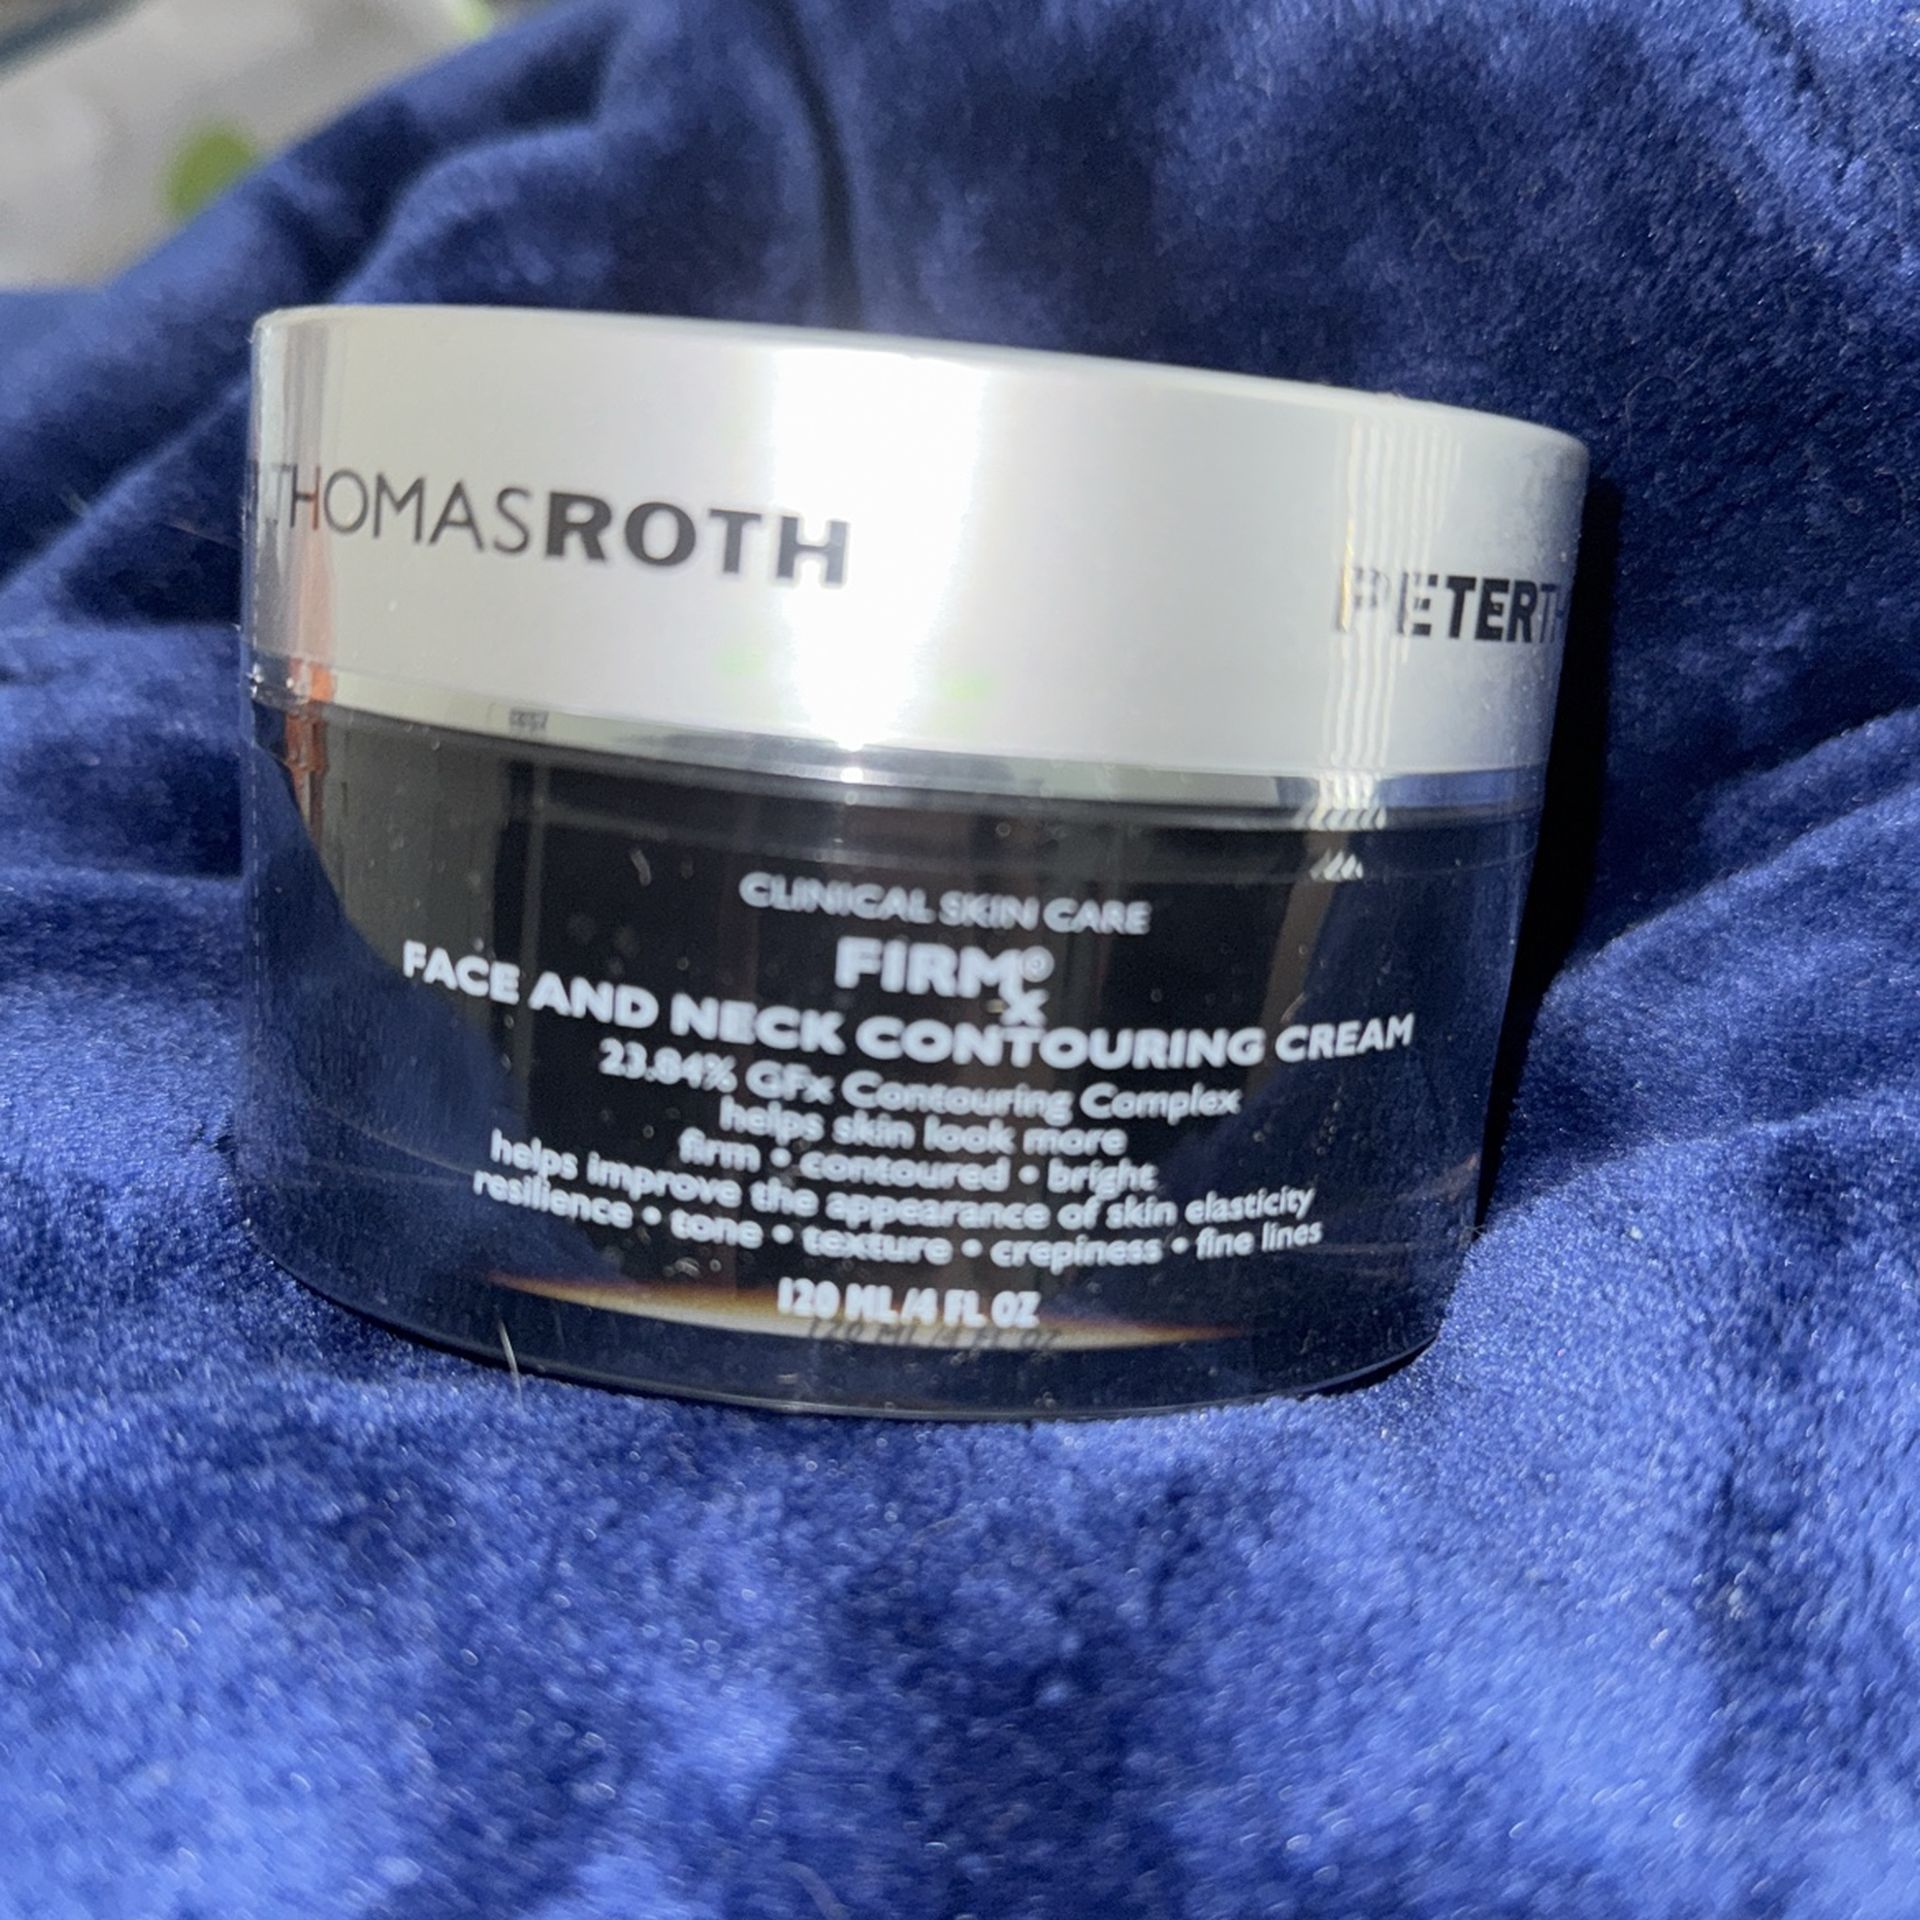 THOMASROTH
PETERTH
CLINICAL SKIN CARE
FIRMx®
FACE AND NECK CONTOURING CREAM
23.84% GFx Contouring Complex
helps skin look more
firm • contoured • bright
helps improve the appearance of skin elasticity
resilience • tone • texture • crepiness • fine lines
120 ML/4 FL OZ